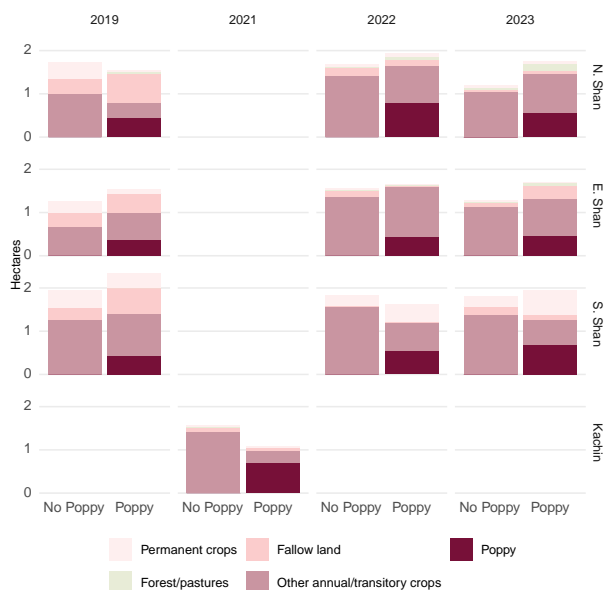 2019 2021 2022 2023
2
1
0
N. Shan
2
1
0
E. Shan
Hectares
2
1
0
S. Shan
2
1
0
Kachin
No Poppy Poppy No Poppy Poppy No Poppy Poppy No Poppy Poppy
Permanent crops Fallow land Poppy
Forest/pastures Other annual/transitory crops